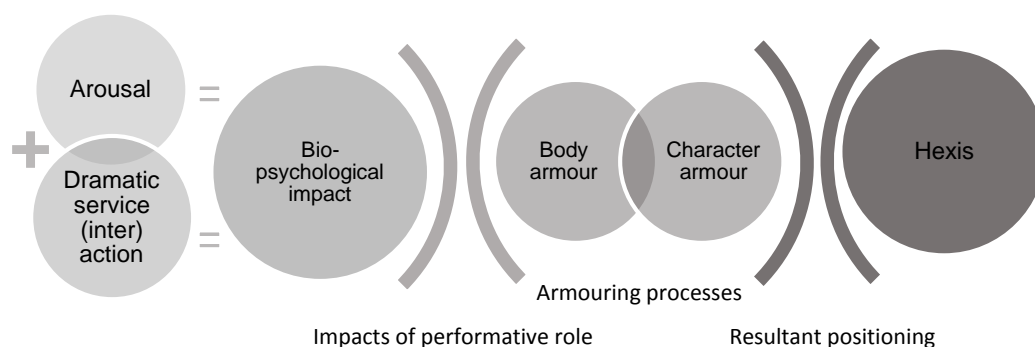 Arousal
+
Dramatic
service
(inter)
action
=
=
Bio-
psychological
impact
Body
armour
Character
armour
Hexis
Armouring processes
Impacts of performative role
Resultant positioning